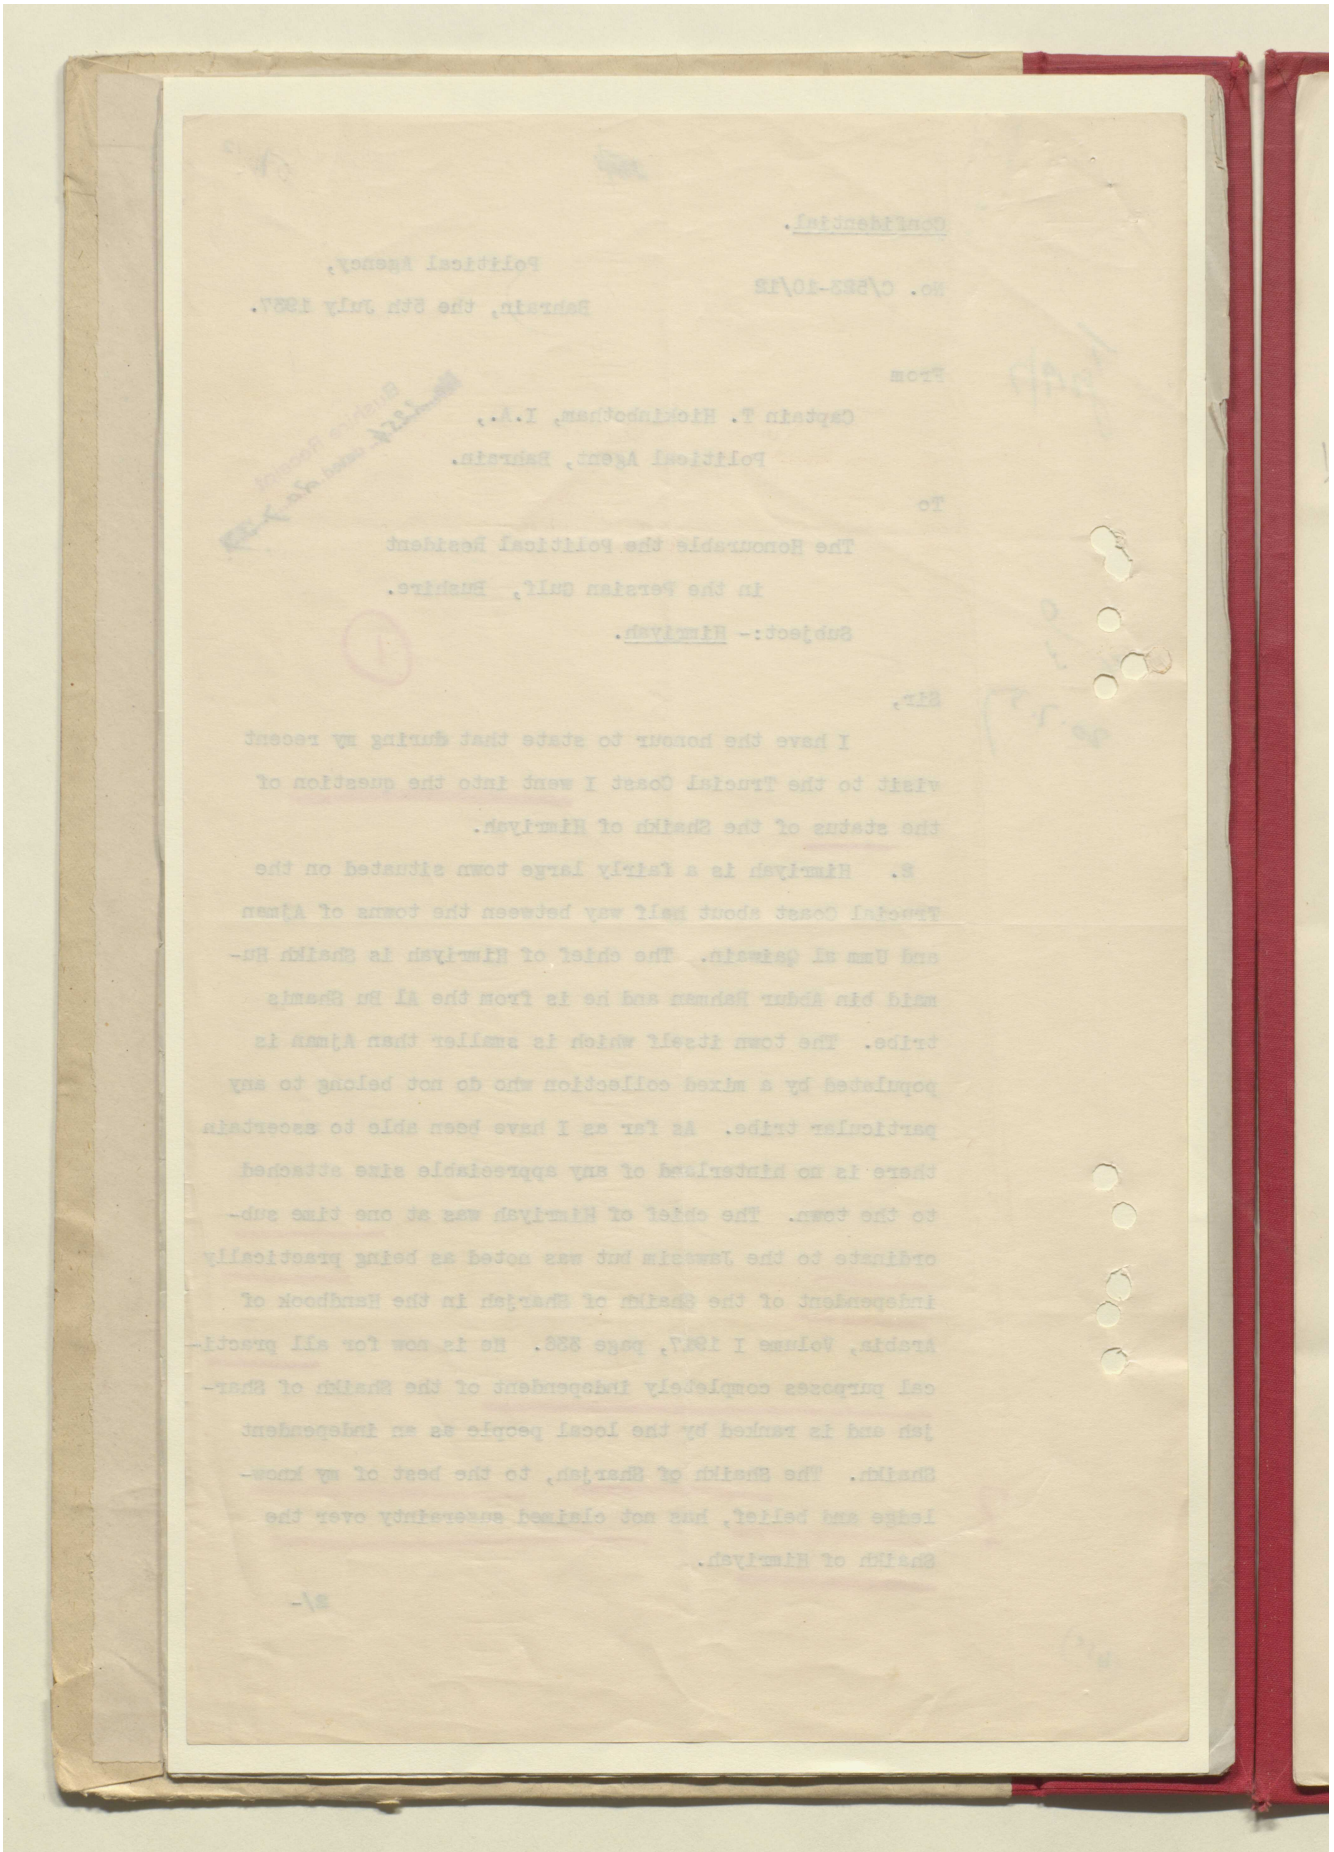 Confidential.
Political Agency,
No. C/523-10/12
Bahrain, the 5th July 1937.
From
Captain T. Hickinbotham, I.A.,
Political Agent, Bahrain.
To
The Honourable the Political Resident
in the Persian Gulf, Bushire.
Subject:- Himriyah.
Sir,
I have the honour to state that during my recent
visit to the Trucial Coast I went into the question of
the status of the Shaikh of Himriyah.
2. Himriyah is a fairly large town situated on the
Trucial Coast about half way between the towns of Ajman
and Umm al Qaiwain. The chief of Himriyah is Shaikh Hu-
maid bin Abdur Rahman and he is from the Al Bu Shamis
tribe. The town itself which is smaller than Ajman is
populated by a mixed collection who do not belong to any
particular tribe. As far as I have been able to ascertain
there is no hinterland of any appreciable size attached
to the town. The chief of Himriyah was at one time sub-
ordinate to the Jawasim but was noted as being practically
independent of the Shaikh of Sharjah in the Handbook of
Arabia, Volume I 1917, page 336. He is now for all practi-
cal purposes completely independent of the Shaikh of Shar-
jah and is ranked by the local people as an independent
Shaikh. The Shaikh of Sharjah, to the best of my know-
ledge and belief, has not claimed suzerainty over the
Shaikh of Himriyah.
2/-
Bushire Record
dated